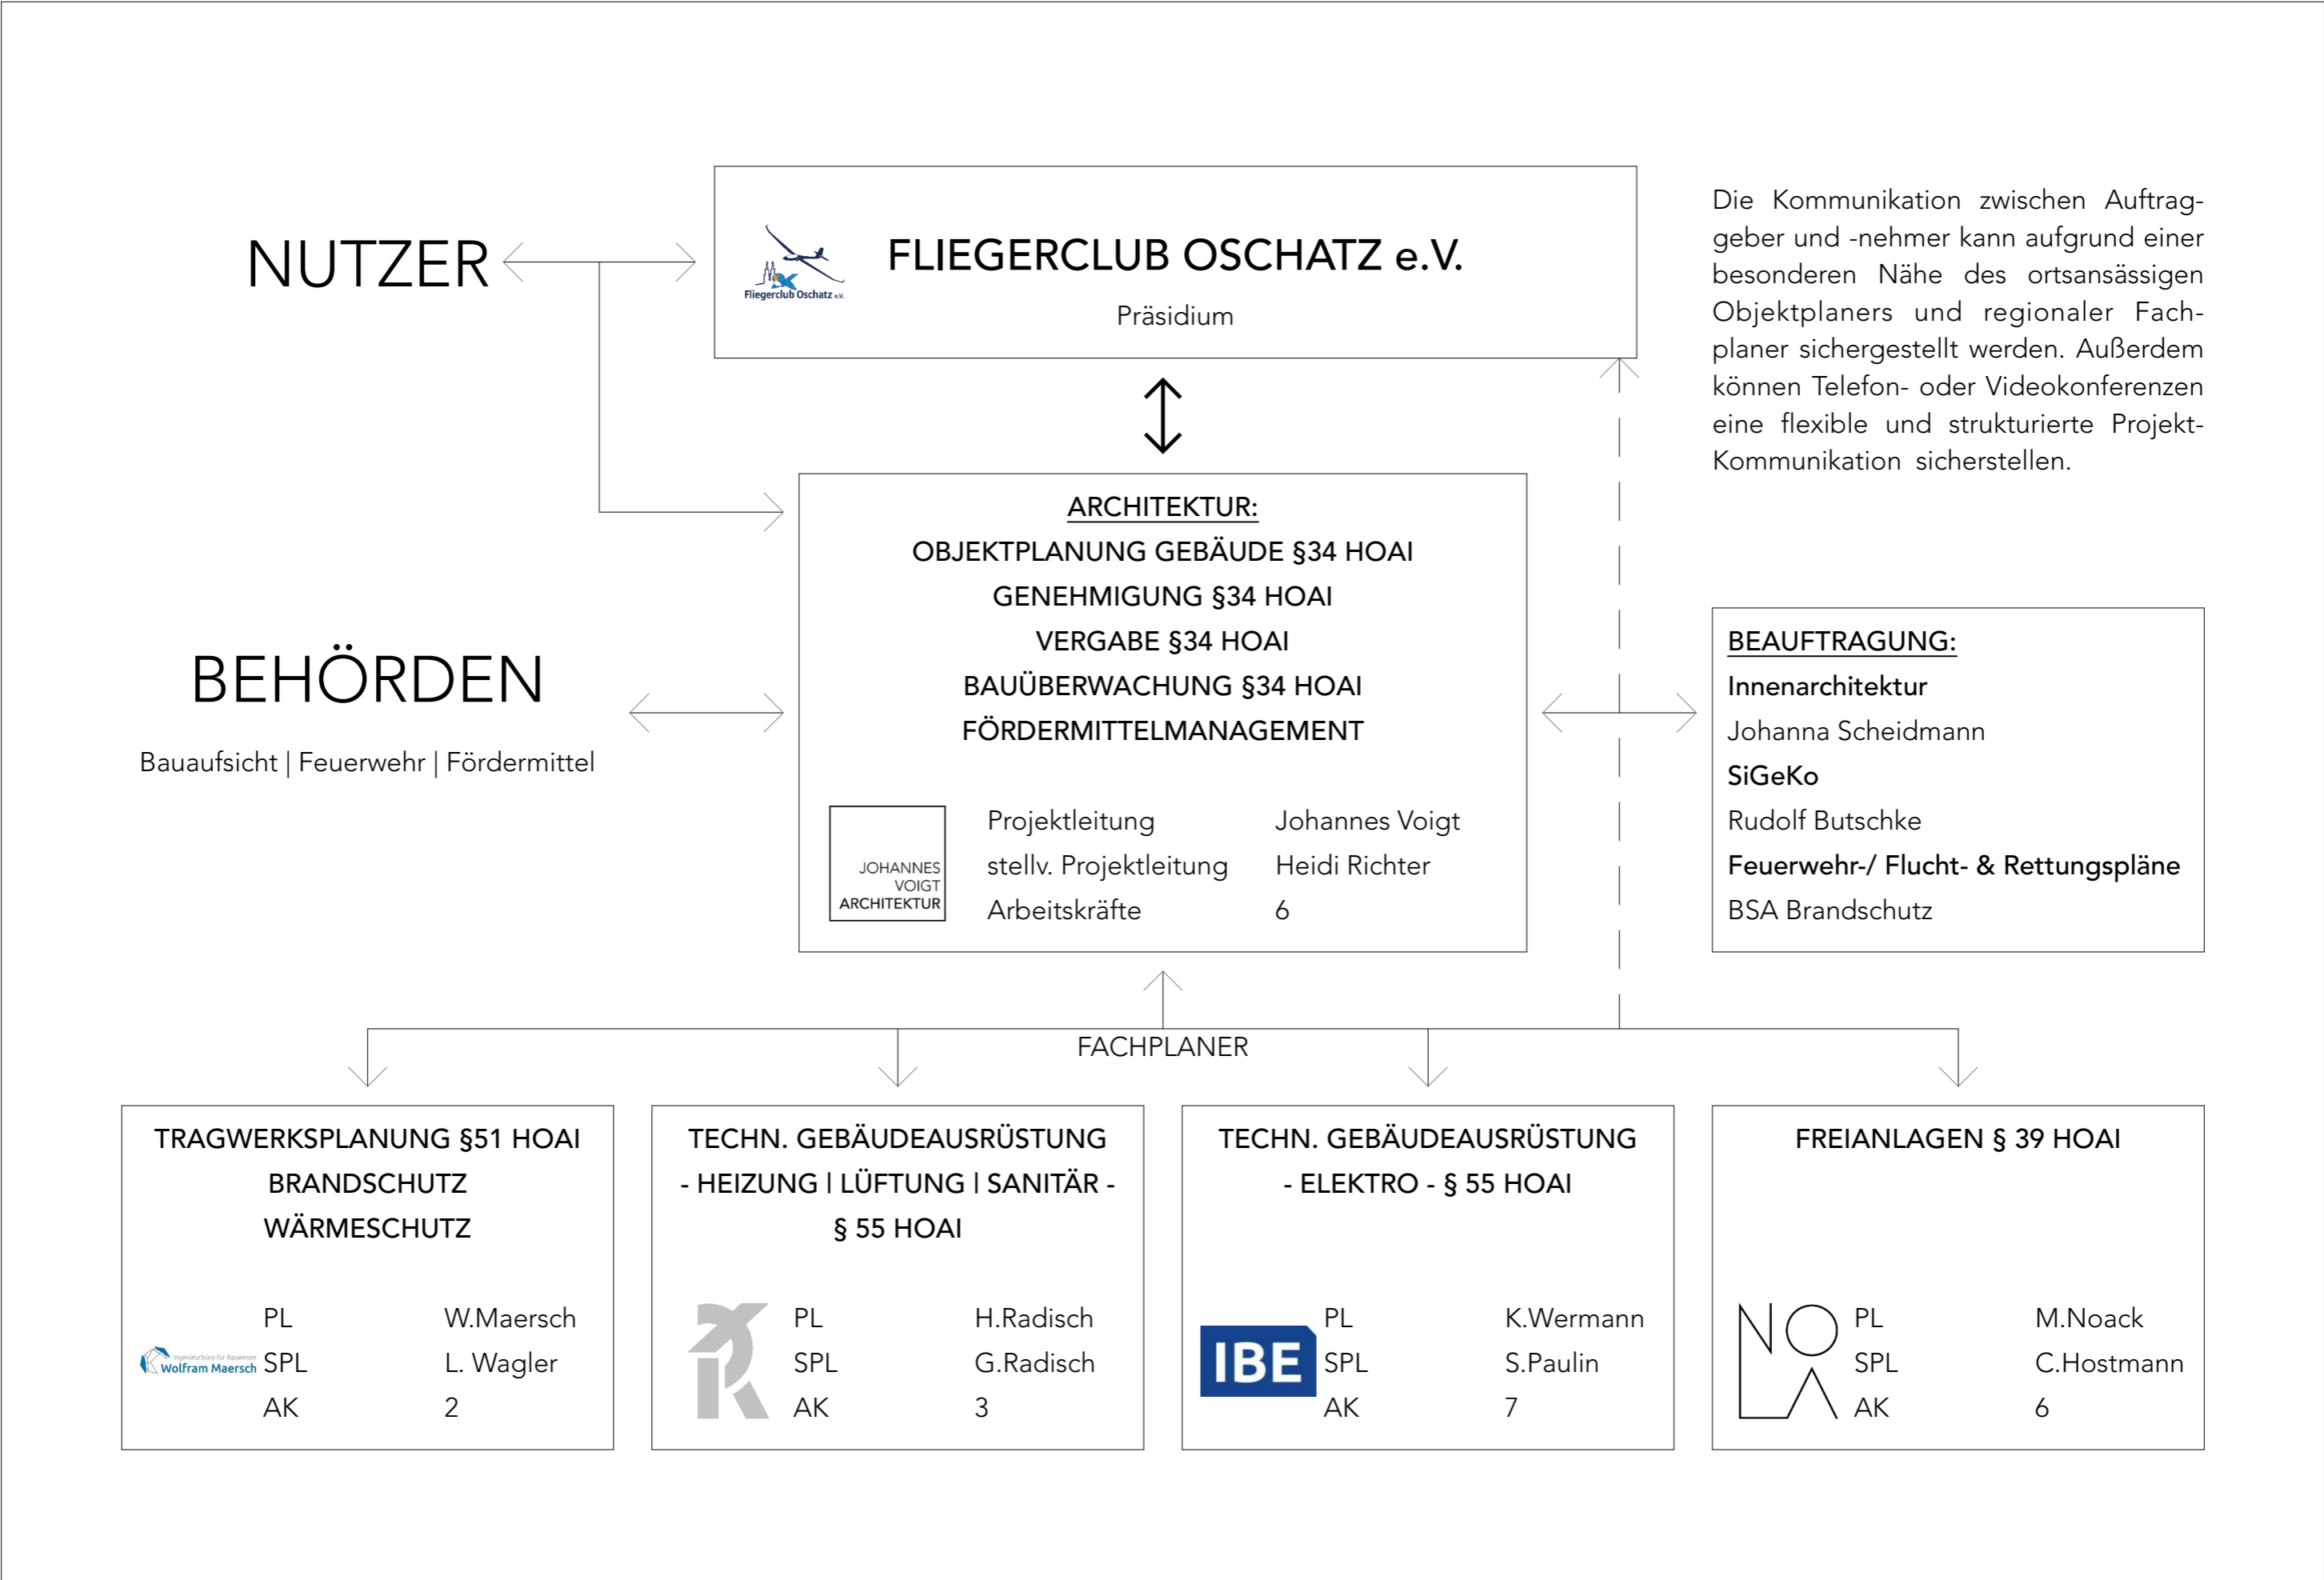 NUTZER
Fliegerclub Oschatz e.V.
FLIEGERCLUB OSCHATZ e.V.
Präsidium
Die Kommunikation zwischen Auftrag-
geber und -nehmer kann aufgrund einer
besonderen Nähe des ortsansässigen
Objektplaners und regionaler Fach-
planer sichergestellt werden. Außerdem
können Telefon- oder Videokonferenzen
eine flexible und strukturierte Projekt-
Kommunikation sicherstellen.
BEHÖRDEN
Bauaufsicht | Feuerwehr | Fördermittel
ARCHITEKTUR:
OBJEKTPLANUNG GEBÄUDE §34 HOAI
GENEHMIGUNG §34 HOAI
VERGABE §34 HOAI
BAUÜBERWACHUNG §34 HOAI
FÖRDERMITTELMANAGEMENT
JOHANNES
VOIGT
ARCHITEKTUR
Projektleitung Johannes Voigt
stellv. Projektleitung Heidi Richter
Arbeitskräfte 6
BEAUFTRAGUNG:
Innenarchitektur
Johanna Scheidmann
SiGeKo
Rudolf Butschke
Feuerwehr-/ Flucht- & Rettungspläne
BSA Brandschutz
FACHPLANER
TRAGWERKSPLANUNG §51 HOAI
BRANDSCHUTZ
WÄRMESCHUTZ
Ingenieurbüro für Bauwesen
Wolfram Maersch
PL W.Maersch
SPL L. Wagler
AK 2
TECHN. GEBÄUDEAUSRÜSTUNG
- HEIZUNG | LÜFTUNG | SANITÄR -
§ 55 HOAI
PL H.Radisch
SPL G.Radisch
AK 3
TECHN. GEBÄUDEAUSRÜSTUNG
- ELEKTRO - § 55 HOAI
IBE
PL K.Wermann
SPL S.Paulin
AK 7
FREIANLAGEN § 39 HOAI
NO
LA
PL M.Noack
SPL C.Hostmann
AK 6